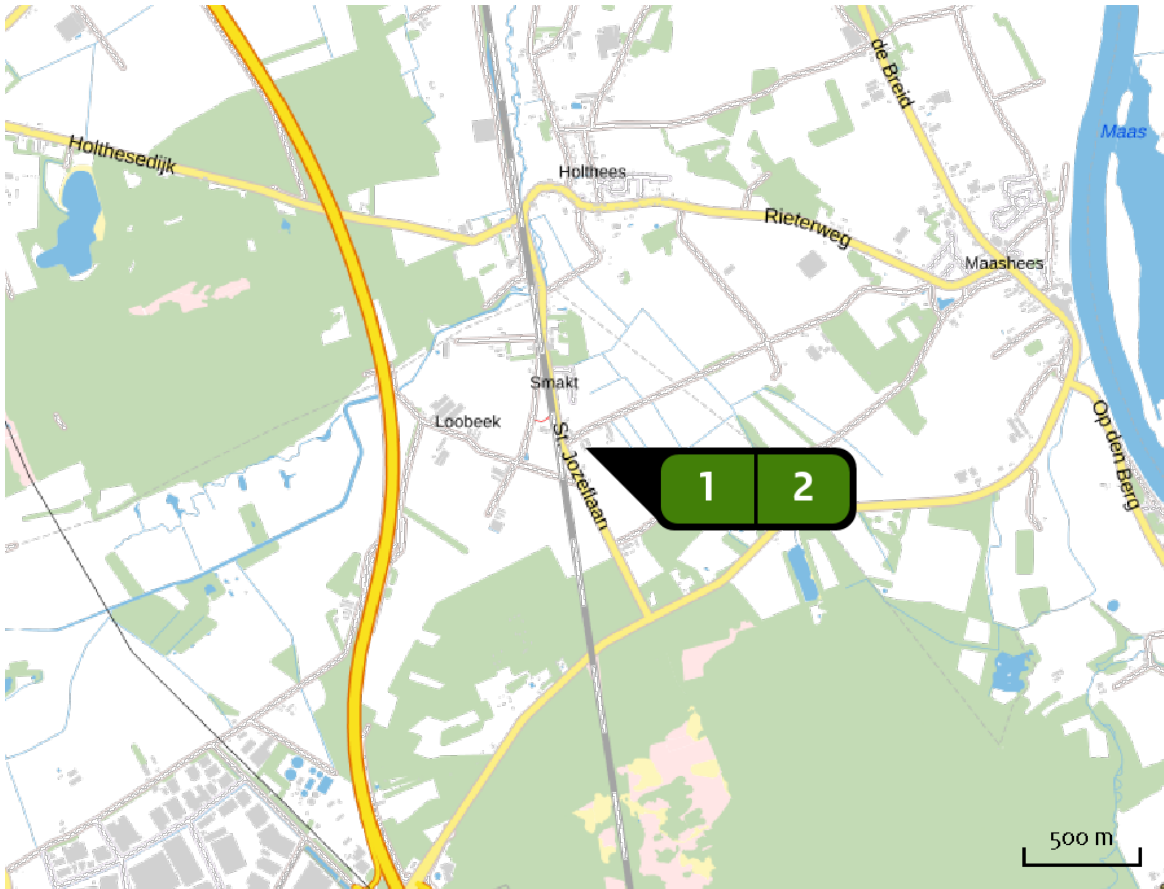 de Breid
Maas
Holthesedijk
Holthees
Rieterweg
Maashees
Smakt
Loobeek
St. Jozeflaan
Op den Berg
1 2
500 m